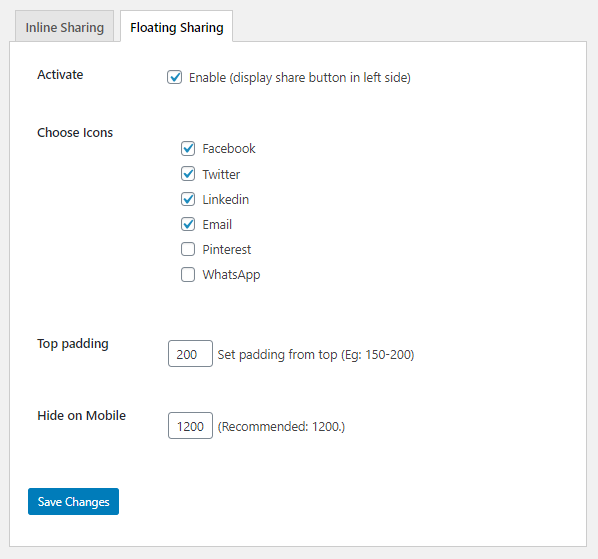 Inline Sharing
Floating Sharing
Activate
Enable (display share button in left side)
Choose Icons
Facebook
Twitter
Linkedin
Email
Pinterest
WhatsApp
Top padding
200 Set padding from top (Eg: 150-200)
Hide on Mobile
1200 (Recommended: 1200.)
Save Changes